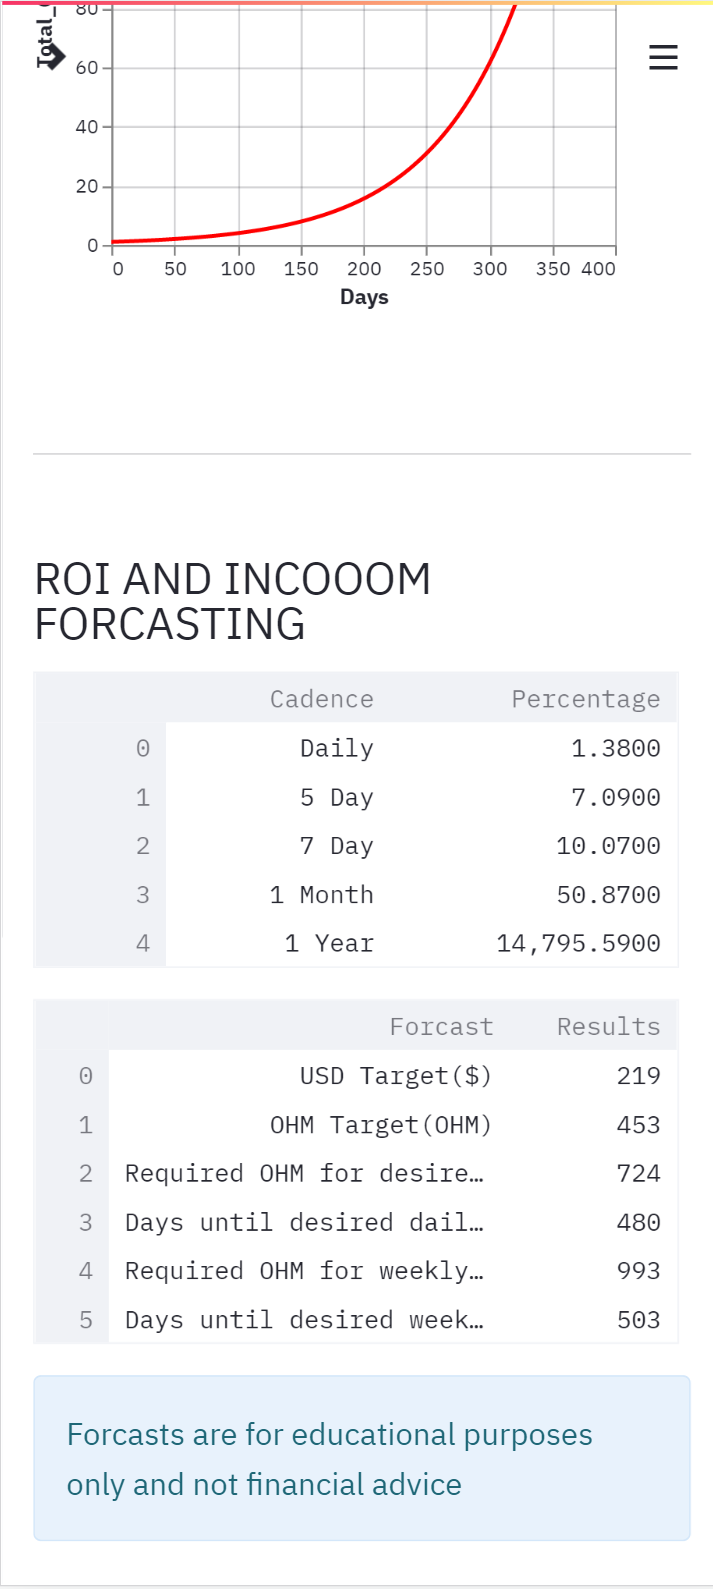 Total_
80
60
40
20
0
0 50 100 150 200 250 300 350 400
Days
ROI AND INCOOOM
FORCASTING
Cadence Percentage
0 Daily 1.3800
1 5 Day 7.0900
2 7 Day 10.0700
3 1 Month 50.8700
4 1 Year 14,795.5900
Forcast Results
0 USD Target($) 219
1 OHM Target(OHM) 453
2 Required OHM for desire… 724
3 Days until desired dail… 480
4 Required OHM for weekly… 993
5 Days until desired week… 503
Forcasts are for educational purposes
only and not financial advice